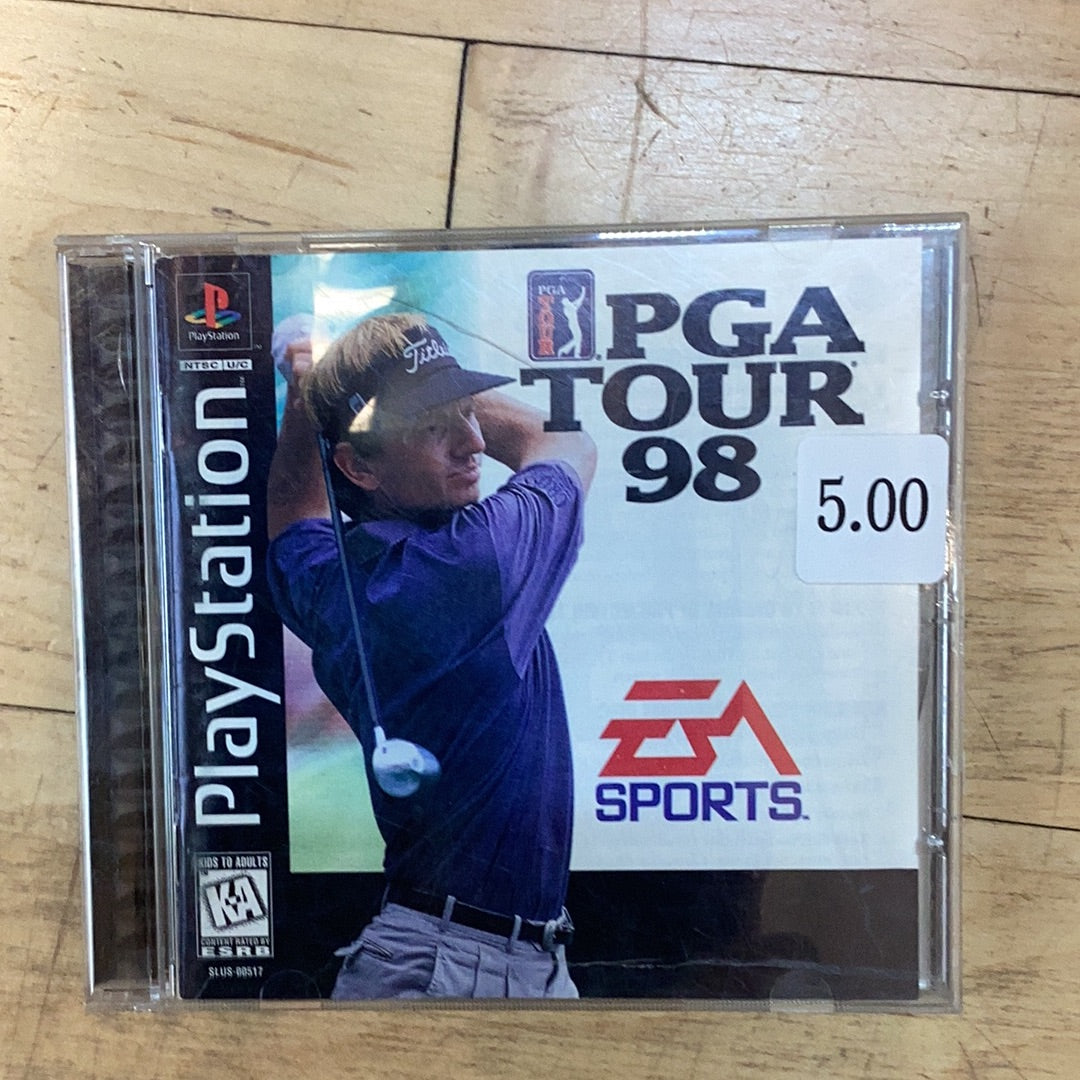 PlayStation
NTSC U/C
PlayStation
KIDS TO ADULTS
K-A
CONTENT RATED BY
ESRB
SLUS-00517
Titleist
PGA
TOUR
PGA
TOUR
98
5.00
EA
SPORTS